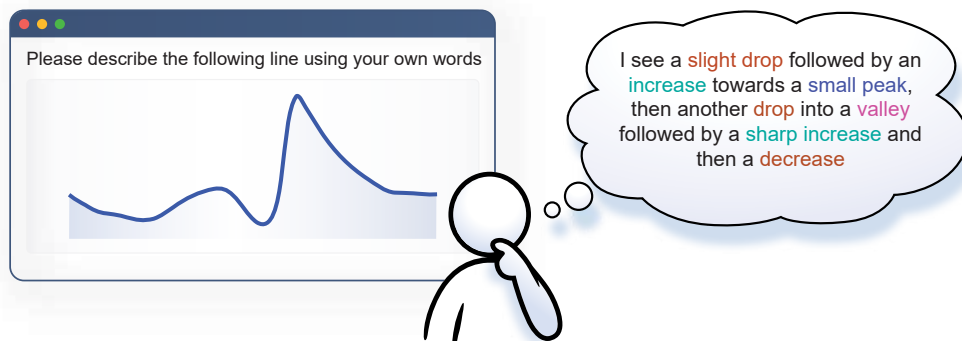 Please describe the following line using your own words
I see a slight drop followed by an
increase towards a small peak,
then another drop into a valley
followed by a sharp increase and
then a decrease